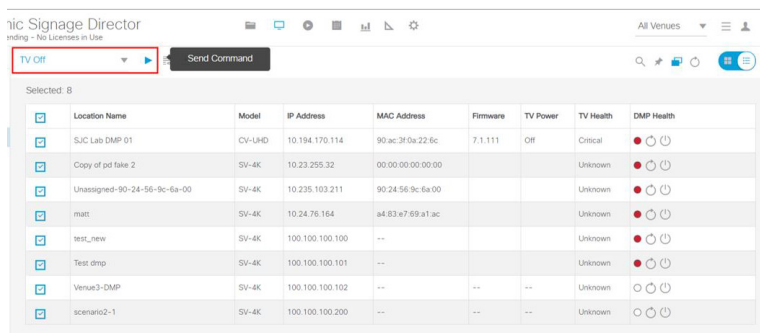 nic Signage Director
ending - No Licenses in Use
All Venues
TV Off
Send Command
Selected: 8
Location Name Model IP Address MAC Address Firmware TV Power TV Health DMP Health
SJC Lab DMP 01 CV-UHD 10.194.170.114 90:ac:3f:0a:22:6c 7.1.111 Off Critical
Copy of pd fake 2 SV-4K 10.23.255.32 00:00:00:00:00:00 Unknown
Unassigned-90-24-56-9c-6a-00 SV-4K 10.235.103.211 90:24:56:9c:6a:00 Unknown
matt SV-4K 10.24.76.164 a4:83:e7:69:a1:ac Unknown
test_new SV-4K 100.100.100.100 -- Unknown
Test dmp SV-4K 100.100.100.101 -- Unknown
Venue3-DMP SV-4K 100.100.100.102 -- -- -- Unknown
scenario2-1 SV-4K 100.100.100.200 -- -- -- Unknown